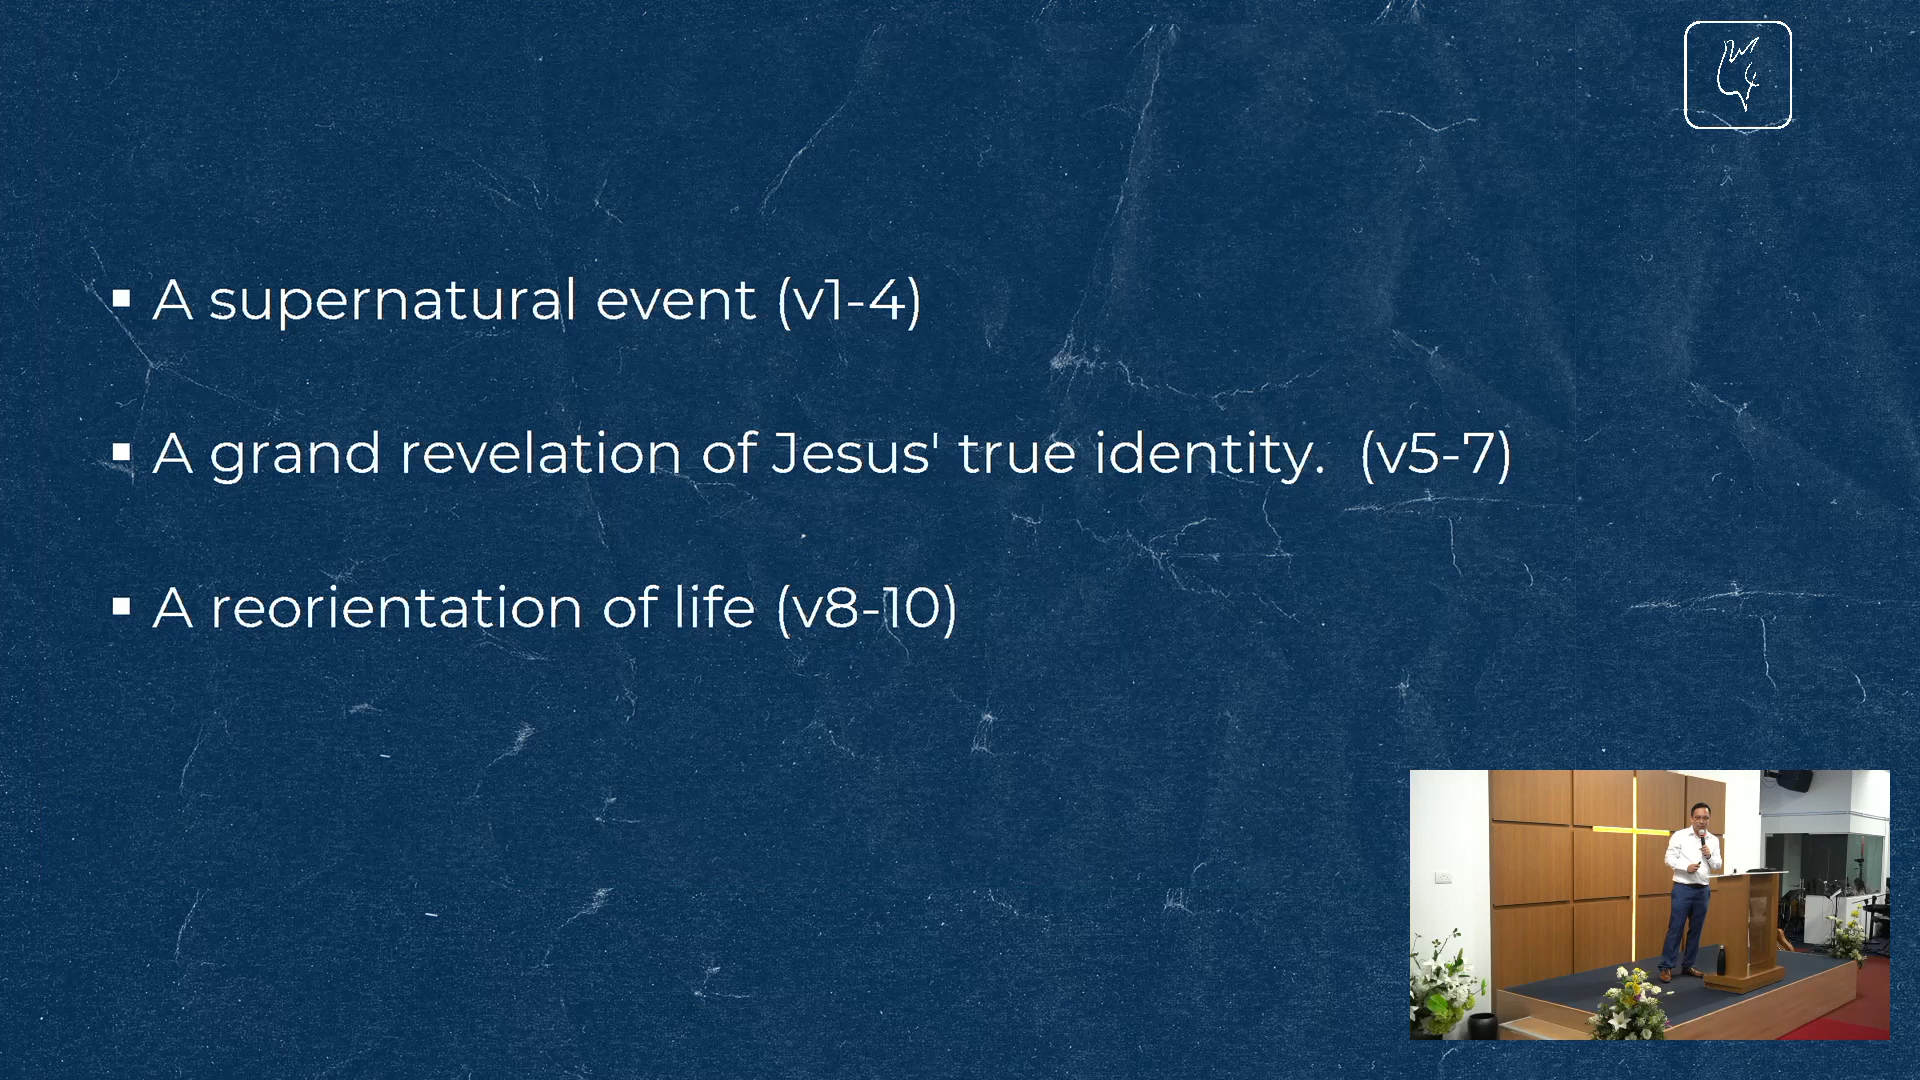 ▪ A supernatural event (v1-4)
▪ A grand revelation of Jesus' true identity.  (v5-7)
▪ A reorientation of life (v8-10)